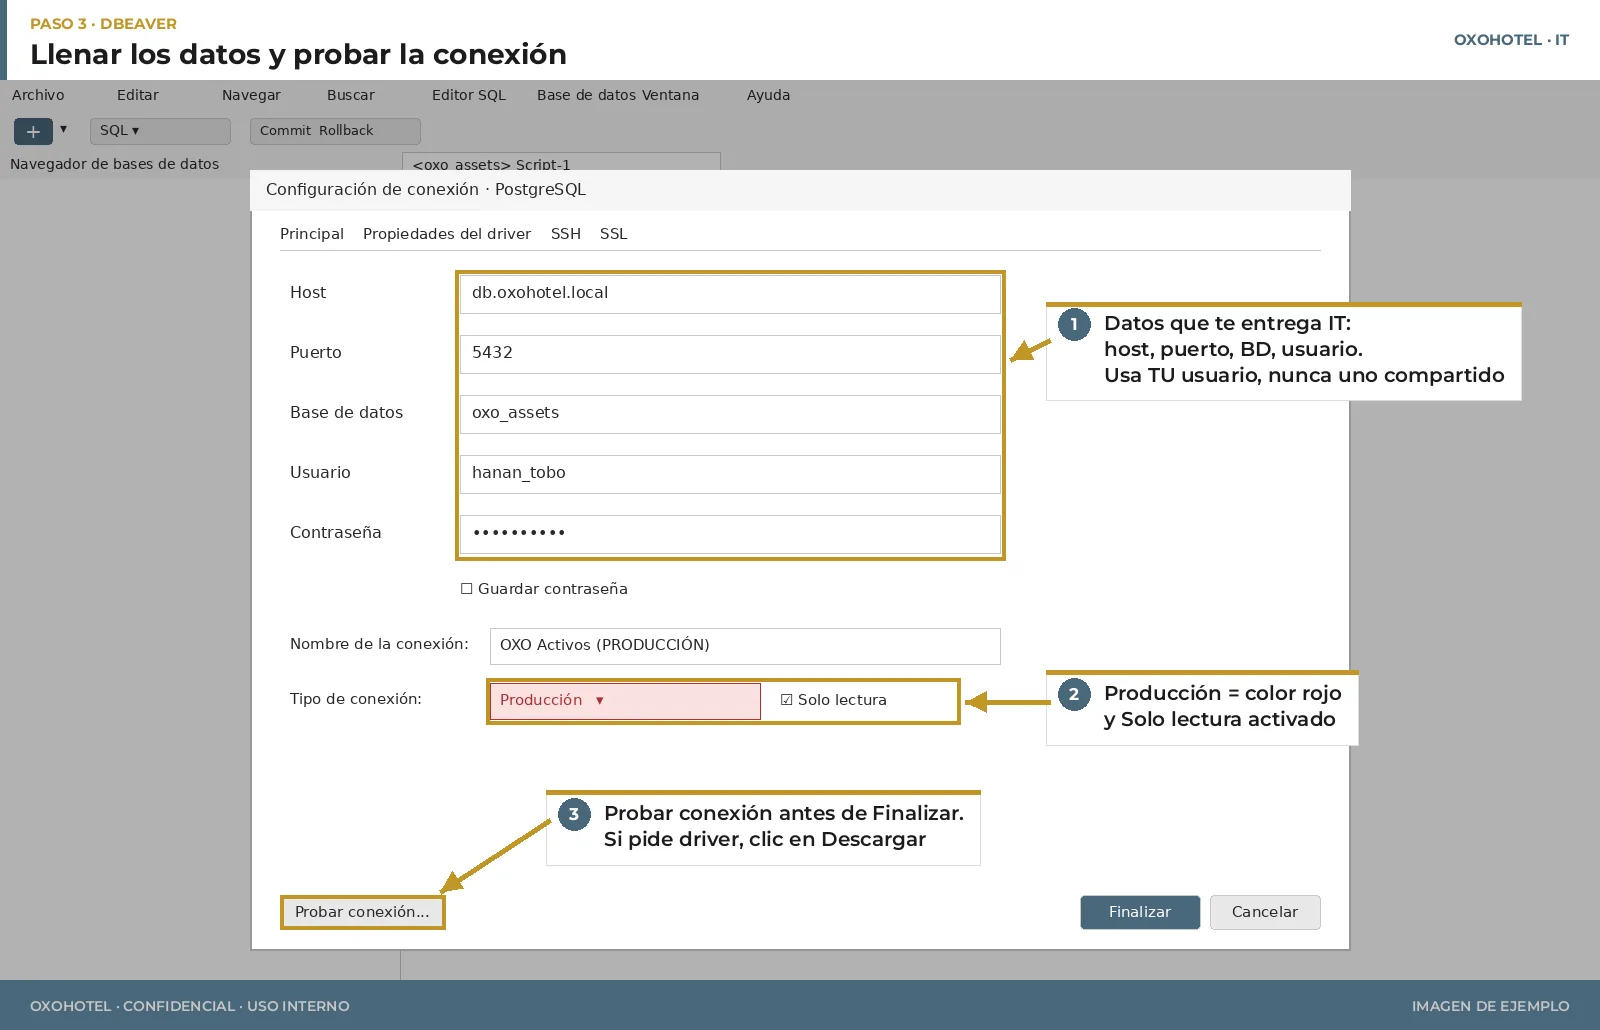 PASO 3 · DBEAVER
Llenar los datos y probar la conexión
OXOHOTEL · IT
Archivo Editar Navegar Buscar Editor SQL Base de datos Ventana Ayuda
+ ▾ SQL ▾ Commit Rollback
Navegador de bases de datos
<oxo_assets> Script-1
Configuración de conexión · PostgreSQL
Principal Propiedades del driver SSH SSL
Host db.oxohotel.local
Puerto 5432
Base de datos oxo_assets
Usuario hanan_tobo
Contraseña ••••••••••
☐ Guardar contraseña
1 Datos que te entrega IT:
host, puerto, BD, usuario.
Usa TU usuario, nunca uno compartido
Nombre de la conexión: OXO Activos (PRODUCCIÓN)
Tipo de conexión: Producción ▾ ☑ Solo lectura
2 Producción = color rojo
y Solo lectura activado
3 Probar conexión antes de Finalizar.
Si pide driver, clic en Descargar
Probar conexión... Finalizar Cancelar
OXOHOTEL · CONFIDENCIAL · USO INTERNO
IMAGEN DE EJEMPLO